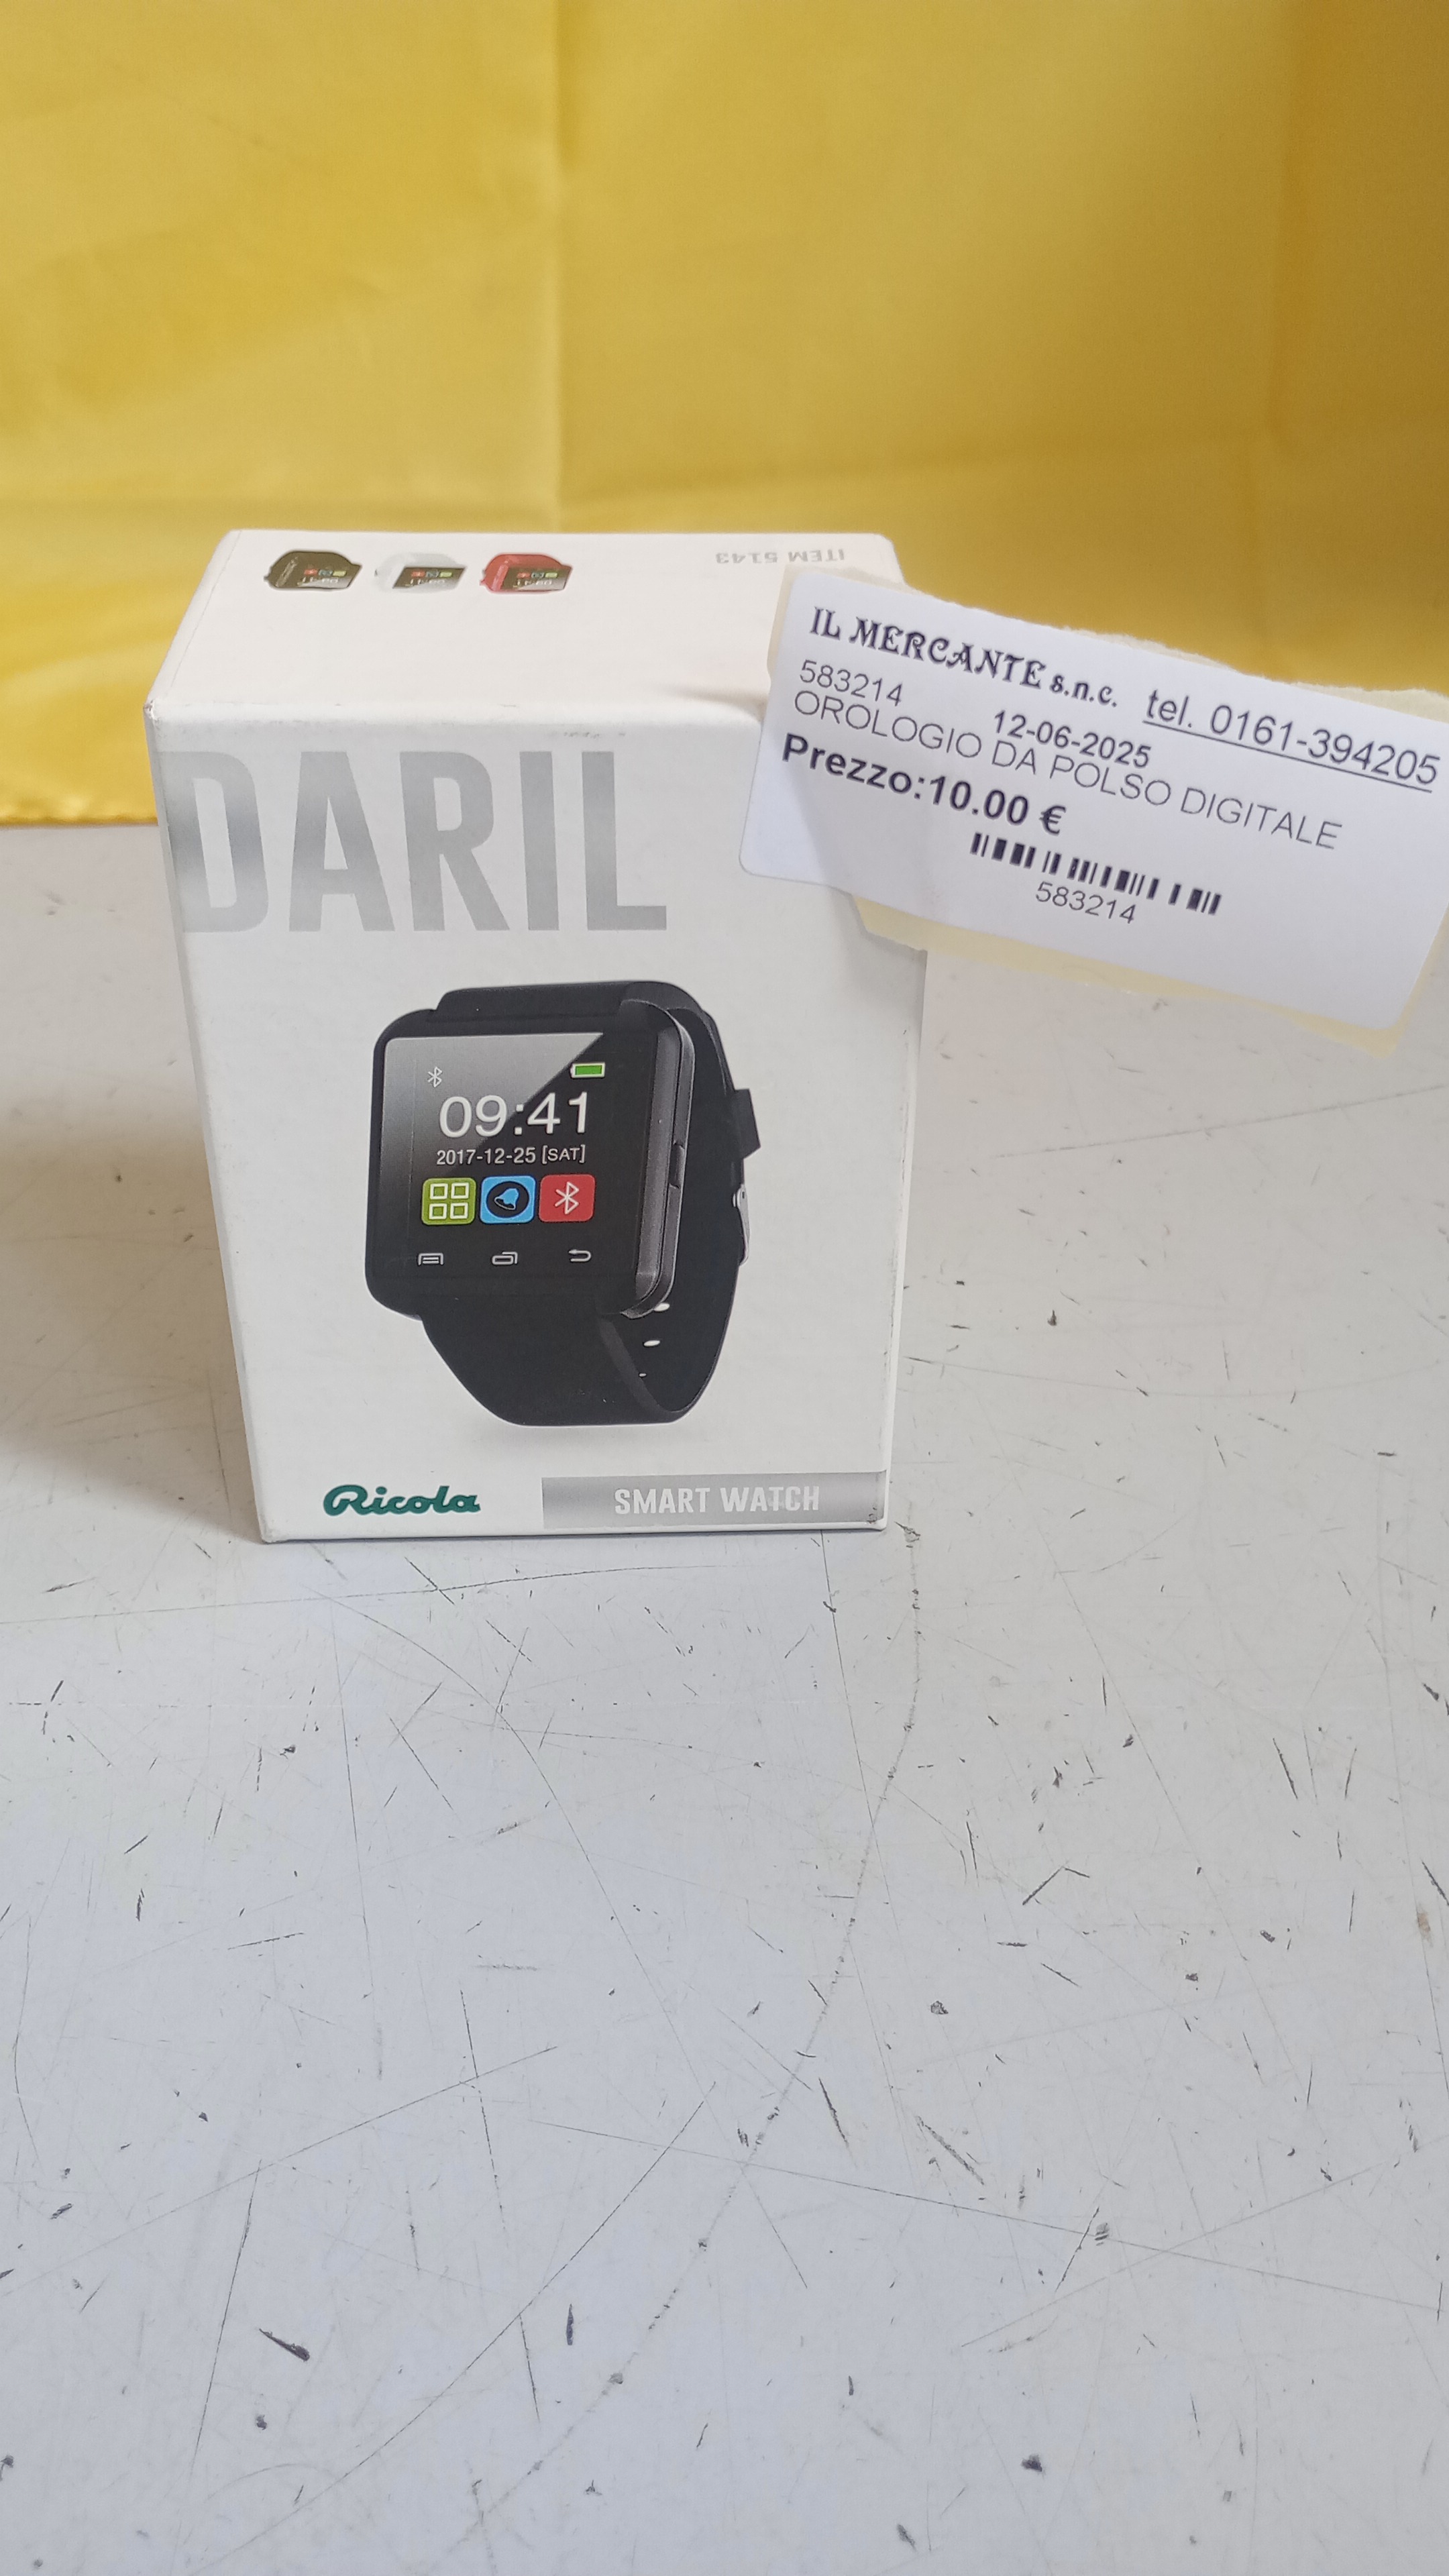 ITEM 5143
IL MERCANTE s.n.c. tel. 0161-394205
583214 12-06-2025
OROLOGIO DA POLSO DIGITALE
Prezzo:10.00 €
583214
DARIL
09:41
2017-12-25 [SAT]
Ricola
SMART WATCH